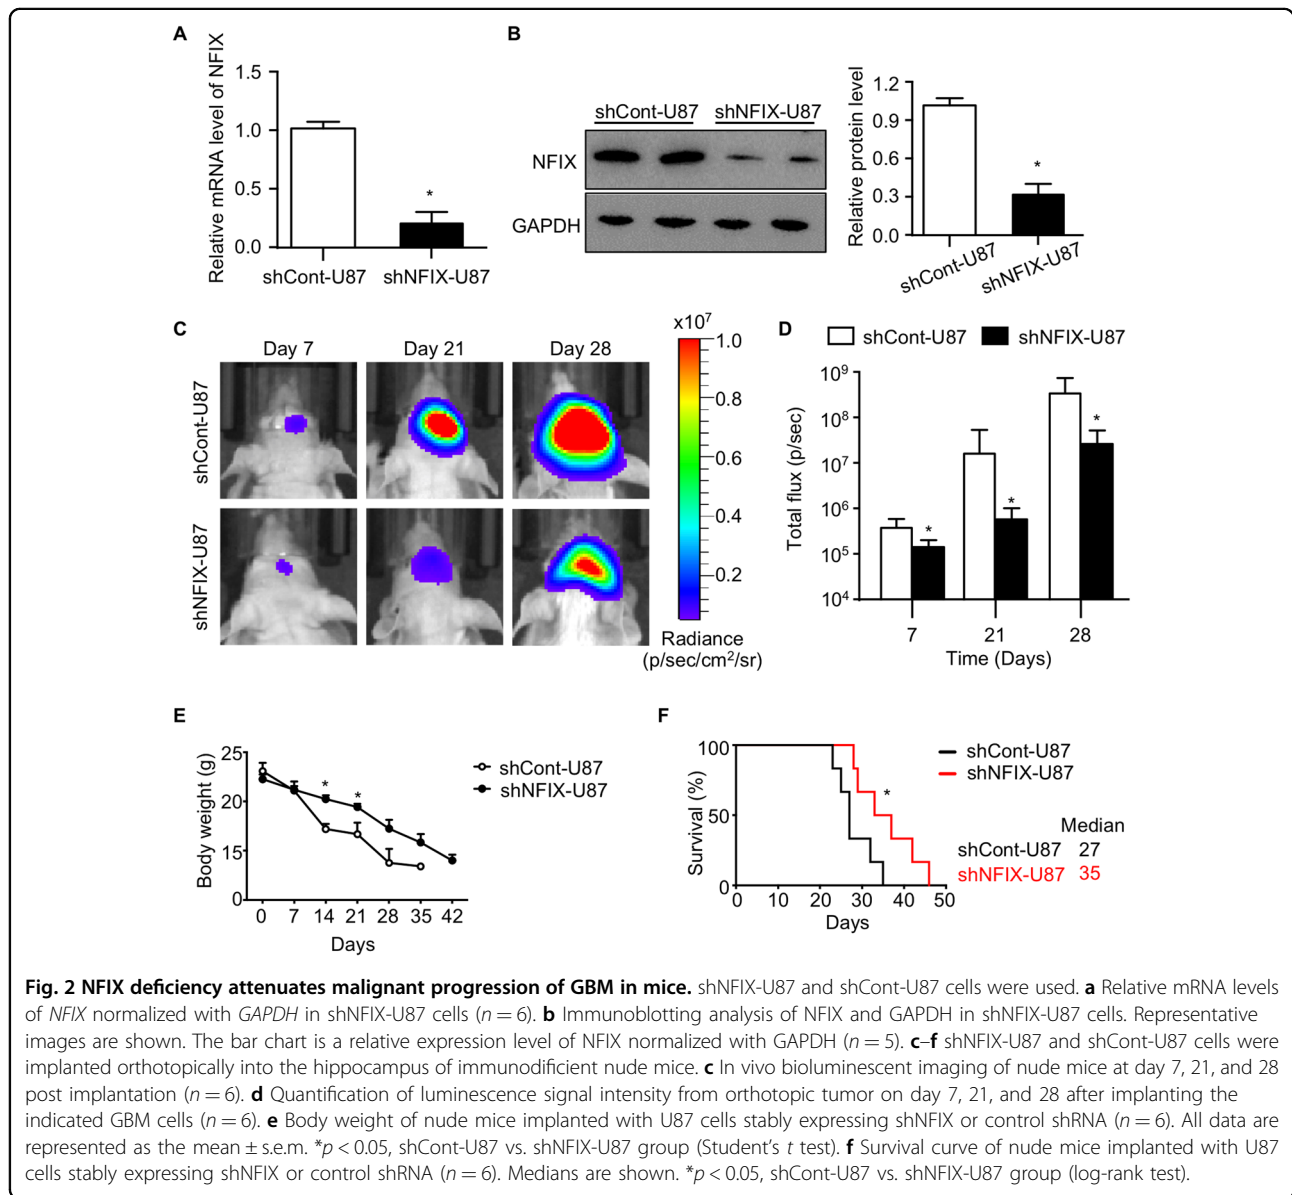 A
Relative mRNA level of NFIX
1.5
1.0
0.5
0.0
*
shCont-U87
shNFIX-U87
B
shCont-U87 shNFIX-U87
NFIX
GAPDH
Relative protein level
1.2
0.9
0.6
0.3
0.0
*
shCont-U87
shNFIX-U87
C
Day 7
Day 21
Day 28
shCont-U87
shNFIX-U87
x10⁷
1.0
0.8
0.6
0.4
0.2
Radiance
(p/sec/cm²/sr)
D
shCont-U87 shNFIX-U87
Total flux (p/sec)
10⁹
10⁸
10⁷
10⁶
10⁵
10⁴
* * *
7 21 28
Time (Days)
E
Body weight (g)
25
20
15
0
* *
shCont-U87
shNFIX-U87
0 7 14 21 28 35 42
Days
F
Survival (%)
100
50
0
*
shCont-U87
shNFIX-U87
Median
shCont-U87 27
shNFIX-U87 35
0 10 20 30 40 50
Days
Fig. 2 NFIX deficiency attenuates malignant progression of GBM in mice. shNFIX-U87 and shCont-U87 cells were used. a Relative mRNA levels
of NFIX normalized with GAPDH in shNFIX-U87 cells (n = 6). b Immunoblotting analysis of NFIX and GAPDH in shNFIX-U87 cells. Representative
images are shown. The bar chart is a relative expression level of NFIX normalized with GAPDH (n = 5). c–f shNFIX-U87 and shCont-U87 cells were
implanted orthotopically into the hippocampus of immunodificient nude mice. c In vivo bioluminescent imaging of nude mice at day 7, 21, and 28
post implantation (n = 6). d Quantification of luminescence signal intensity from orthotopic tumor on day 7, 21, and 28 after implanting the
indicated GBM cells (n = 6). e Body weight of nude mice implanted with U87 cells stably expressing shNFIX or control shRNA (n = 6). All data are
represented as the mean ± s.e.m. *p < 0.05, shCont-U87 vs. shNFIX-U87 group (Student's t test). f Survival curve of nude mice implanted with U87
cells stably expressing shNFIX or control shRNA (n = 6). Medians are shown. *p < 0.05, shCont-U87 vs. shNFIX-U87 group (log-rank test).